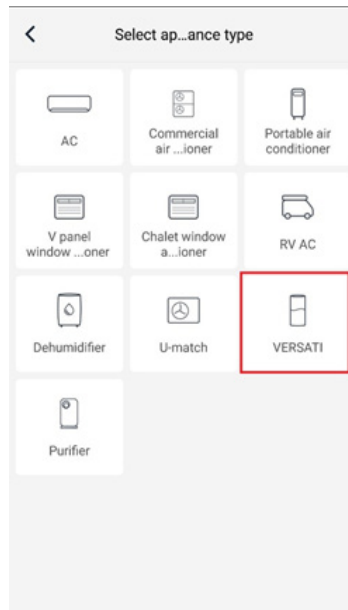 Select ap...ance type
AC
Commercial
air ...ioner
Portable air
conditioner
V panel
window ...oner
Chalet window
a...ioner
RV AC
Dehumidifier
U-match
VERSATI
Purifier